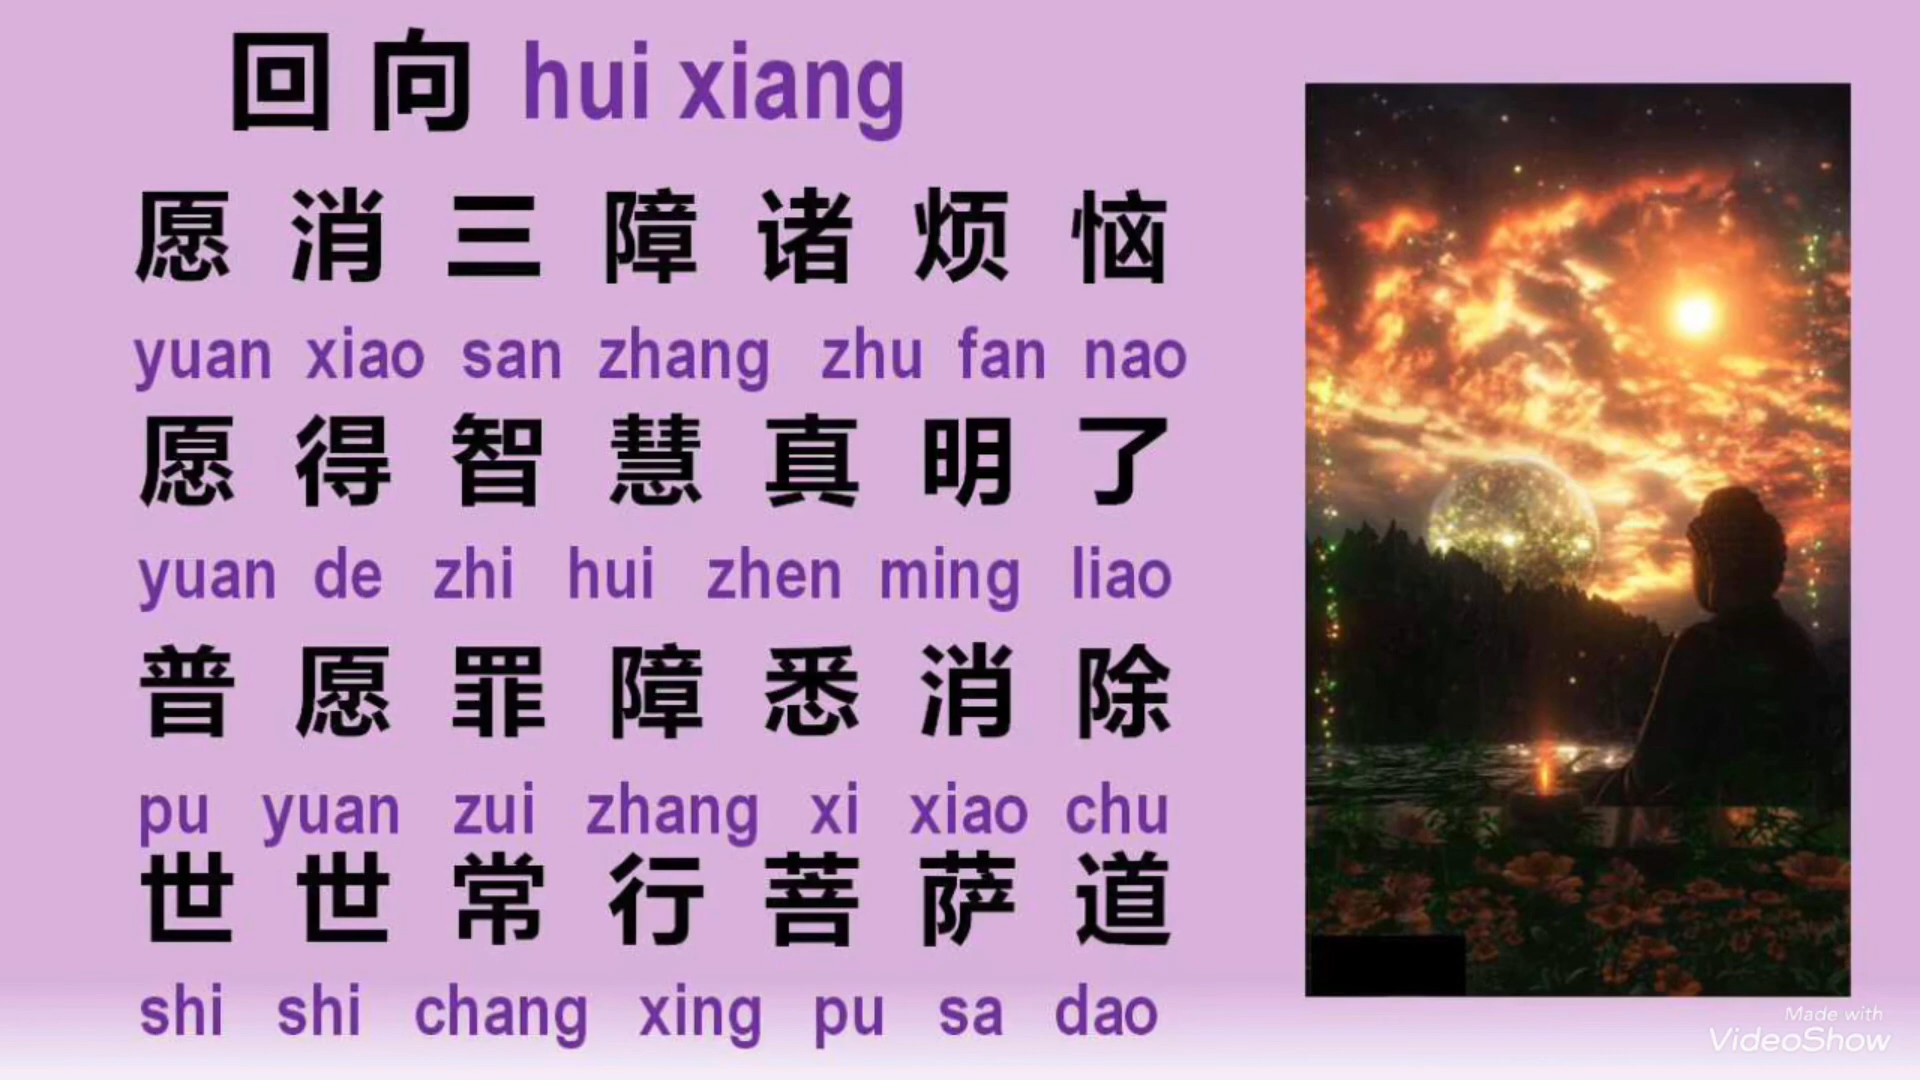 回向 hui xiang
愿消三障诸烦恼
yuan xiao san zhang zhu fan nao
愿得智慧真明了
yuan de zhi hui zhen ming liao
普愿罪障悉消除
pu yuan zui zhang xi xiao chu
世世常行菩萨道
shi shi chang xing pu sa dao
Made with
VideoShow